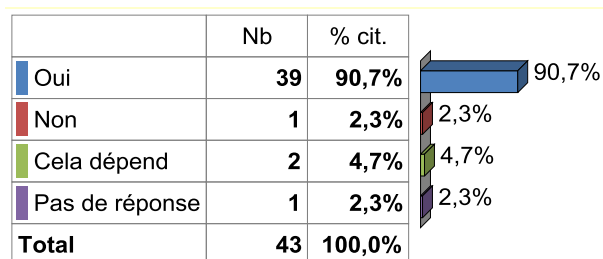 Nb % cit.
Oui 39 90,7% 90,7%
Non 1 2,3% 2,3%
Cela dépend 2 4,7% 4,7%
Pas de réponse 1 2,3% 2,3%
Total 43 100,0%